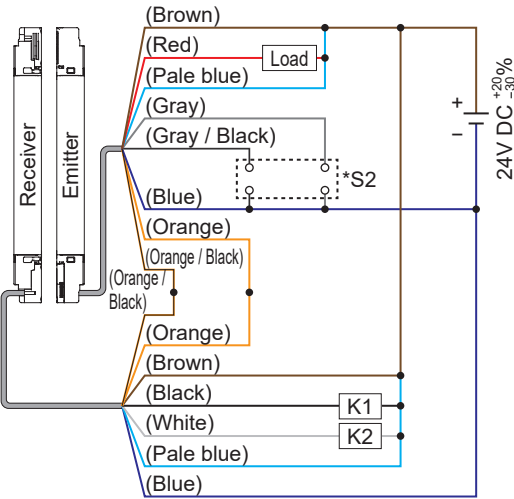 (Brown)
(Red)
Load
(Pale blue)
(Gray)
(Gray / Black)
*S2
(Blue)
(Orange)
(Orange / Black)
(Orange /
Black)
(Orange)
(Brown)
(Black)
K1
(White)
K2
(Pale blue)
(Blue)
Receiver
Emitter
+
−
24V DC +20 −30 %